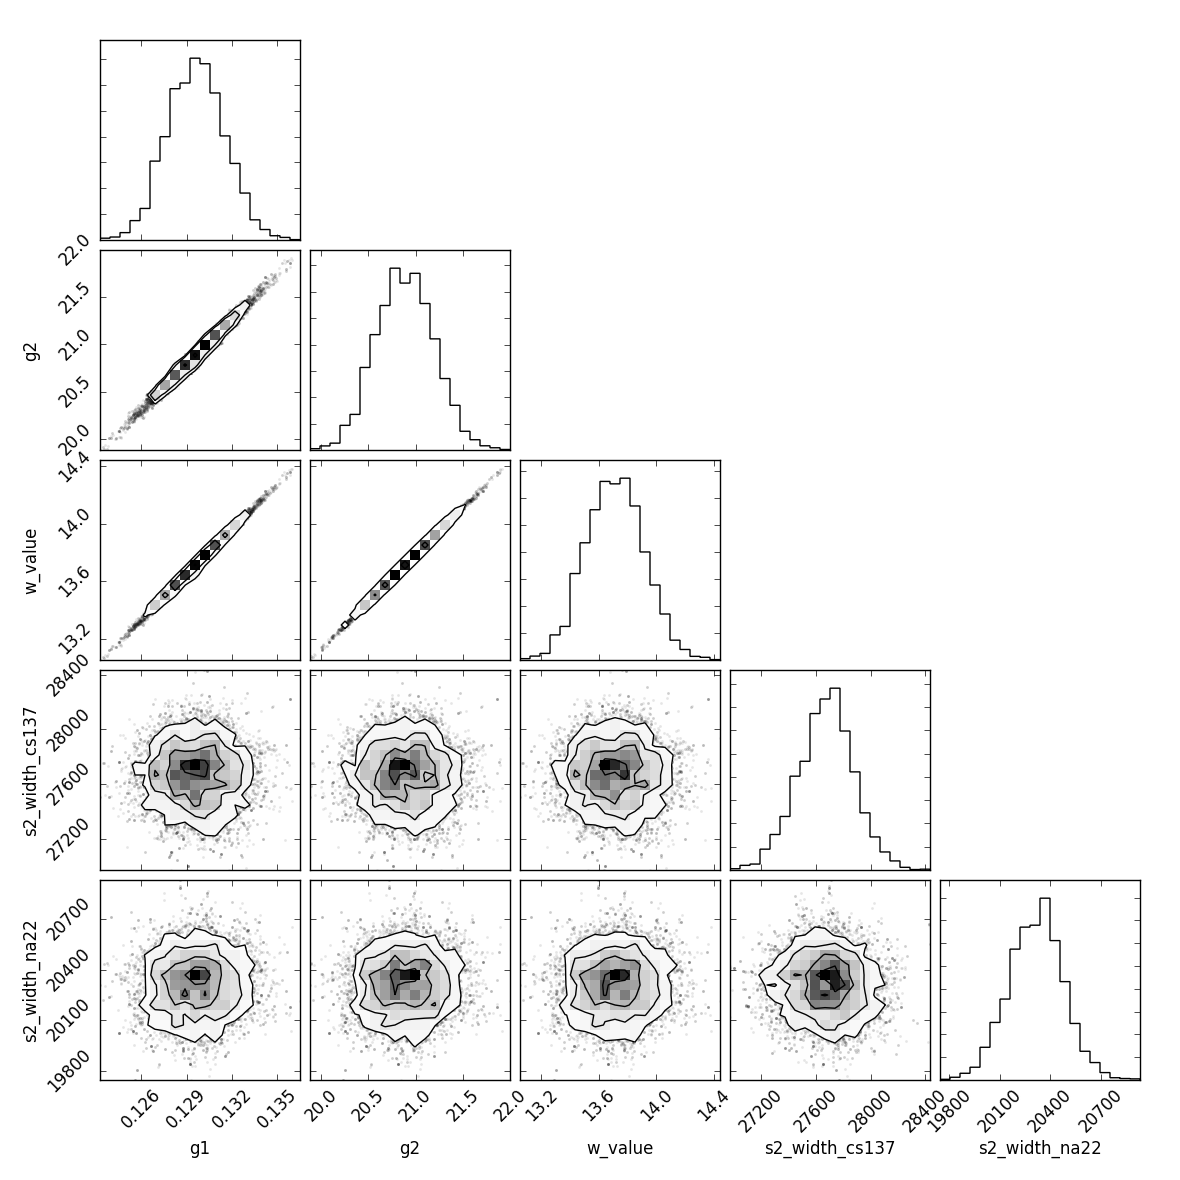 22.0
21.5
21.0
20.5
20.0
g2
14.4
14.0
13.6
13.2
w_value
28400
28000
27600
27200
s2_width_cs137
20700
20400
20100
19800
s2_width_na22
0.126 0.129 0.132 0.135
20.0 20.5 21.0 21.5 22.0
13.2 13.6 14.0 14.4
27200 27600 28000 28400
19800 20100 20400 20700
g1 g2 w_value s2_width_cs137 s2_width_na22